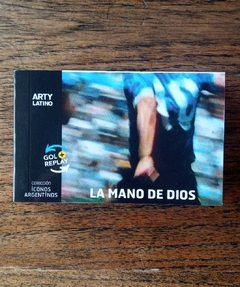 ARTY
LATINO
GOL
REPLAY
COLECCIÓN
ÍCONOS
ARGENTINOS
LA MANO DE DIOS